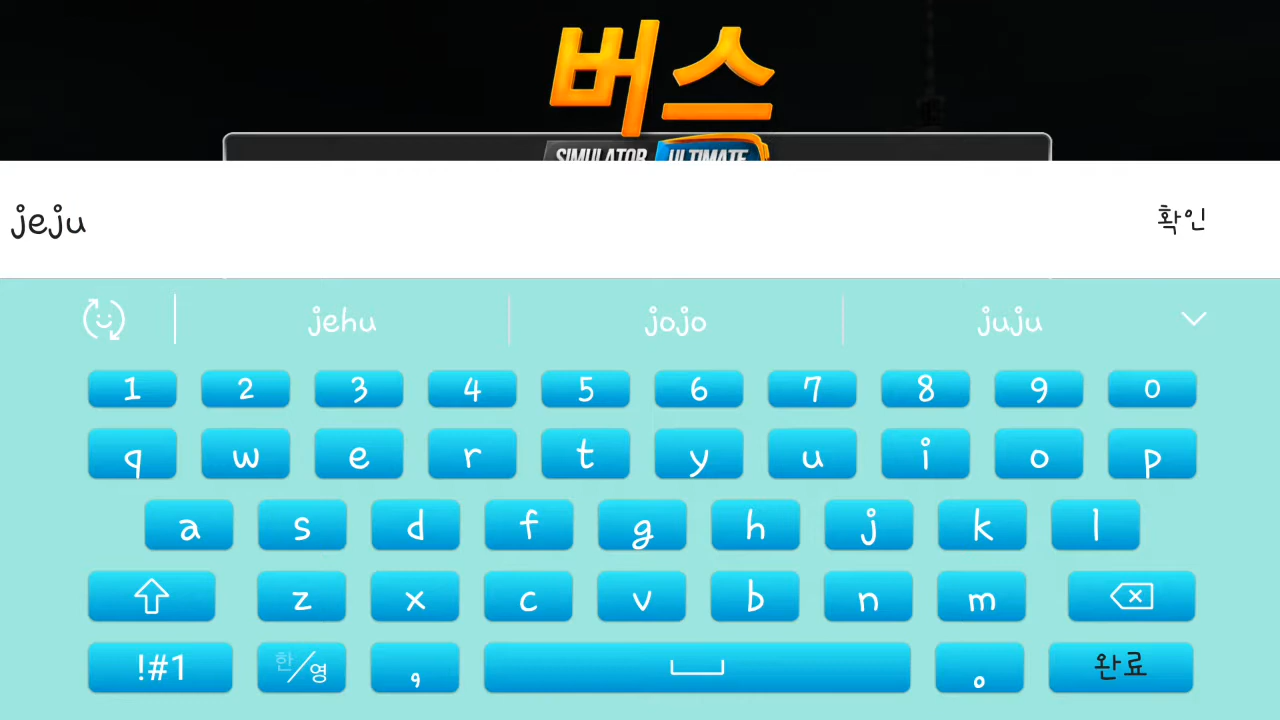 버스
SIMULATOR ULTIMATE
jeju 확인
jehu jojo juju
1 2 3 4 5 6 7 8 9 0
q w e r t y u i o p
a s d f g h j k l
z x c v b n m
!#1 한/영 , . 완료